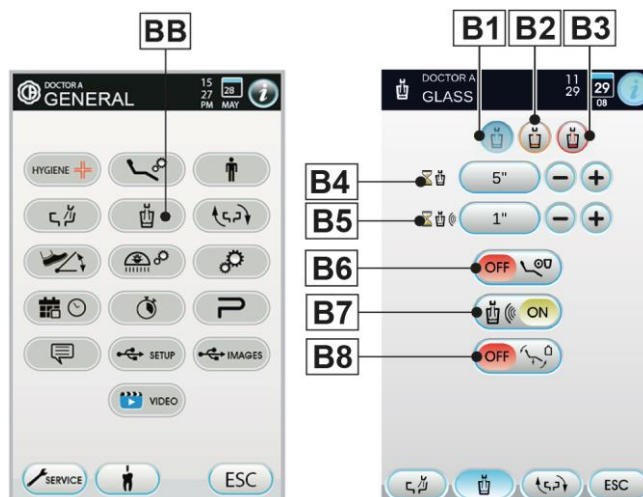 BB
DOCTOR A
GENERAL
15
27
PM
28
MAY
i
HYGIENE
SETUP
IMAGES
VIDEO
SERVICE
ESC
B1
B2
B3
DOCTOR A
GLASS
11
29
29
08
i
B4
5"
− +
B5
1"
− +
B6
OFF
B7
ON
B8
OFF
ESC